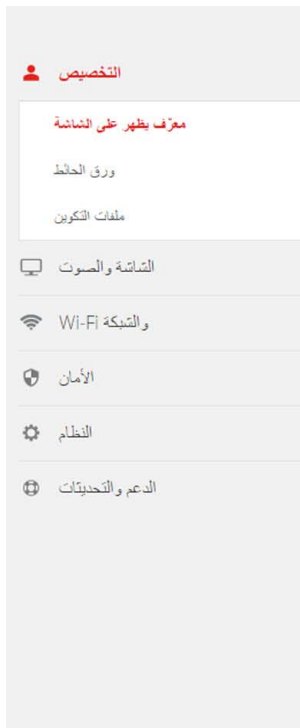 التخصيص
معرّف يظهر على الشاشة
ورق الحائط
ملفات التكوين
الشاشة والصوت
Wi-Fi والشبكة
الأمان
النظام
الدعم والتحديثات